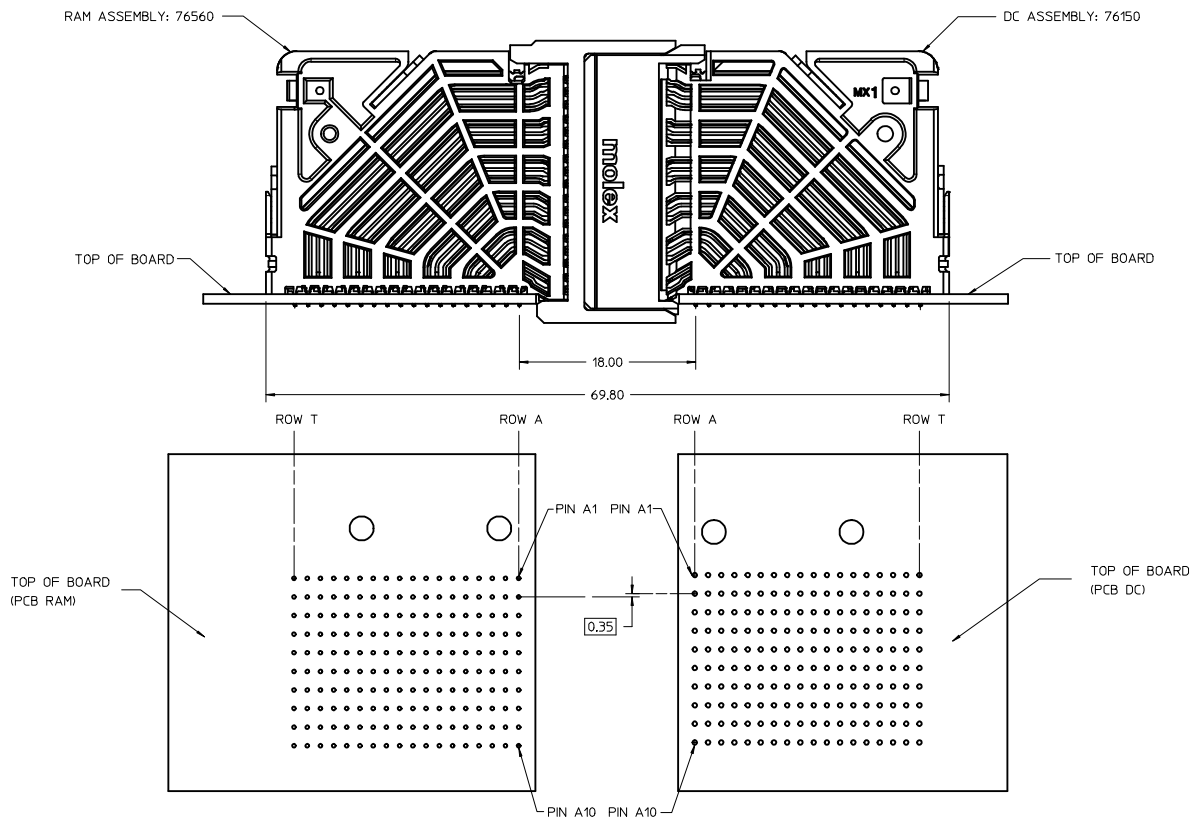 RAM ASSEMBLY: 76560
DC ASSEMBLY: 76150
MX1
molex
TOP OF BOARD
TOP OF BOARD
18.00
69.80
ROW T
ROW A
ROW A
ROW T
PIN A1
PIN A1
TOP OF BOARD
(PCB RAM)
TOP OF BOARD
(PCB DC)
0.35
PIN A10
PIN A10